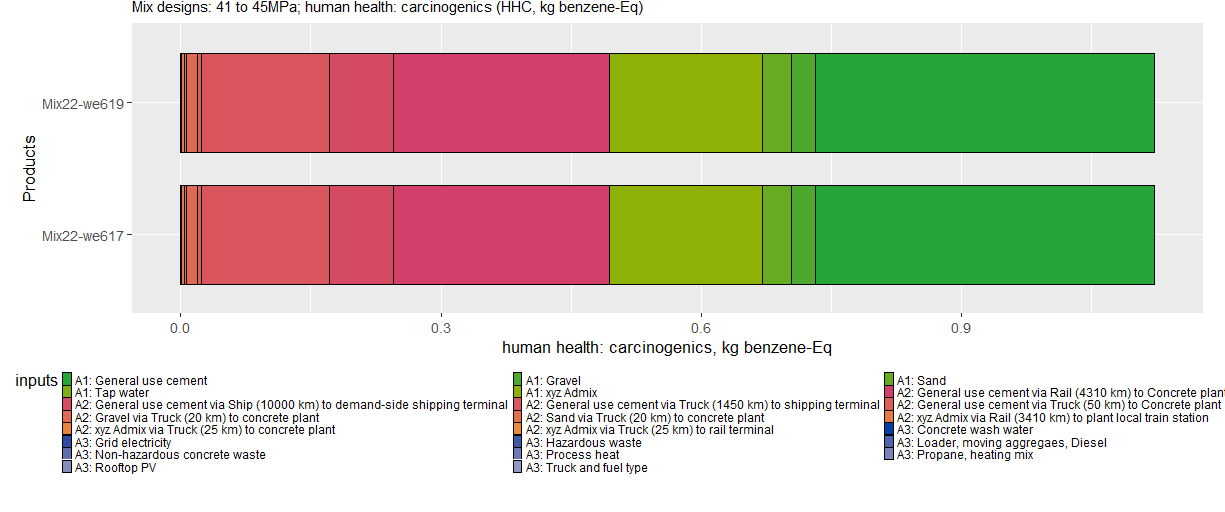 Mix designs: 41 to 45MPa; human health: carcinogenics (HHC, kg benzene-Eq)
Products
Mix22-we619
Mix22-we617
0.0 0.3 0.6 0.9
human health: carcinogenics, kg benzene-Eq
inputs
A1: General use cement A1: Gravel A1: Sand
A1: Tap water A1: xyz Admix A2: General use cement via Rail (4310 km) to Concrete plant
A2: General use cement via Ship (10000 km) to demand-side shipping terminal A2: General use cement via Truck (1450 km) to shipping terminal A2: General use cement via Truck (50 km) to Concrete plant
A2: Gravel via Truck (20 km) to concrete plant A2: Sand via Truck (20 km) to concrete plant A2: xyz Admix via Rail (3410 km) to plant local train station
A2: xyz Admix via Truck (25 km) to concrete plant A2: xyz Admix via Truck (25 km) to rail terminal A3: Concrete wash water
A3: Grid electricity A3: Hazardous waste A3: Loader, moving aggregaes, Diesel
A3: Non-hazardous concrete waste A3: Process heat A3: Propane, heating mix
A3: Rooftop PV A3: Truck and fuel type